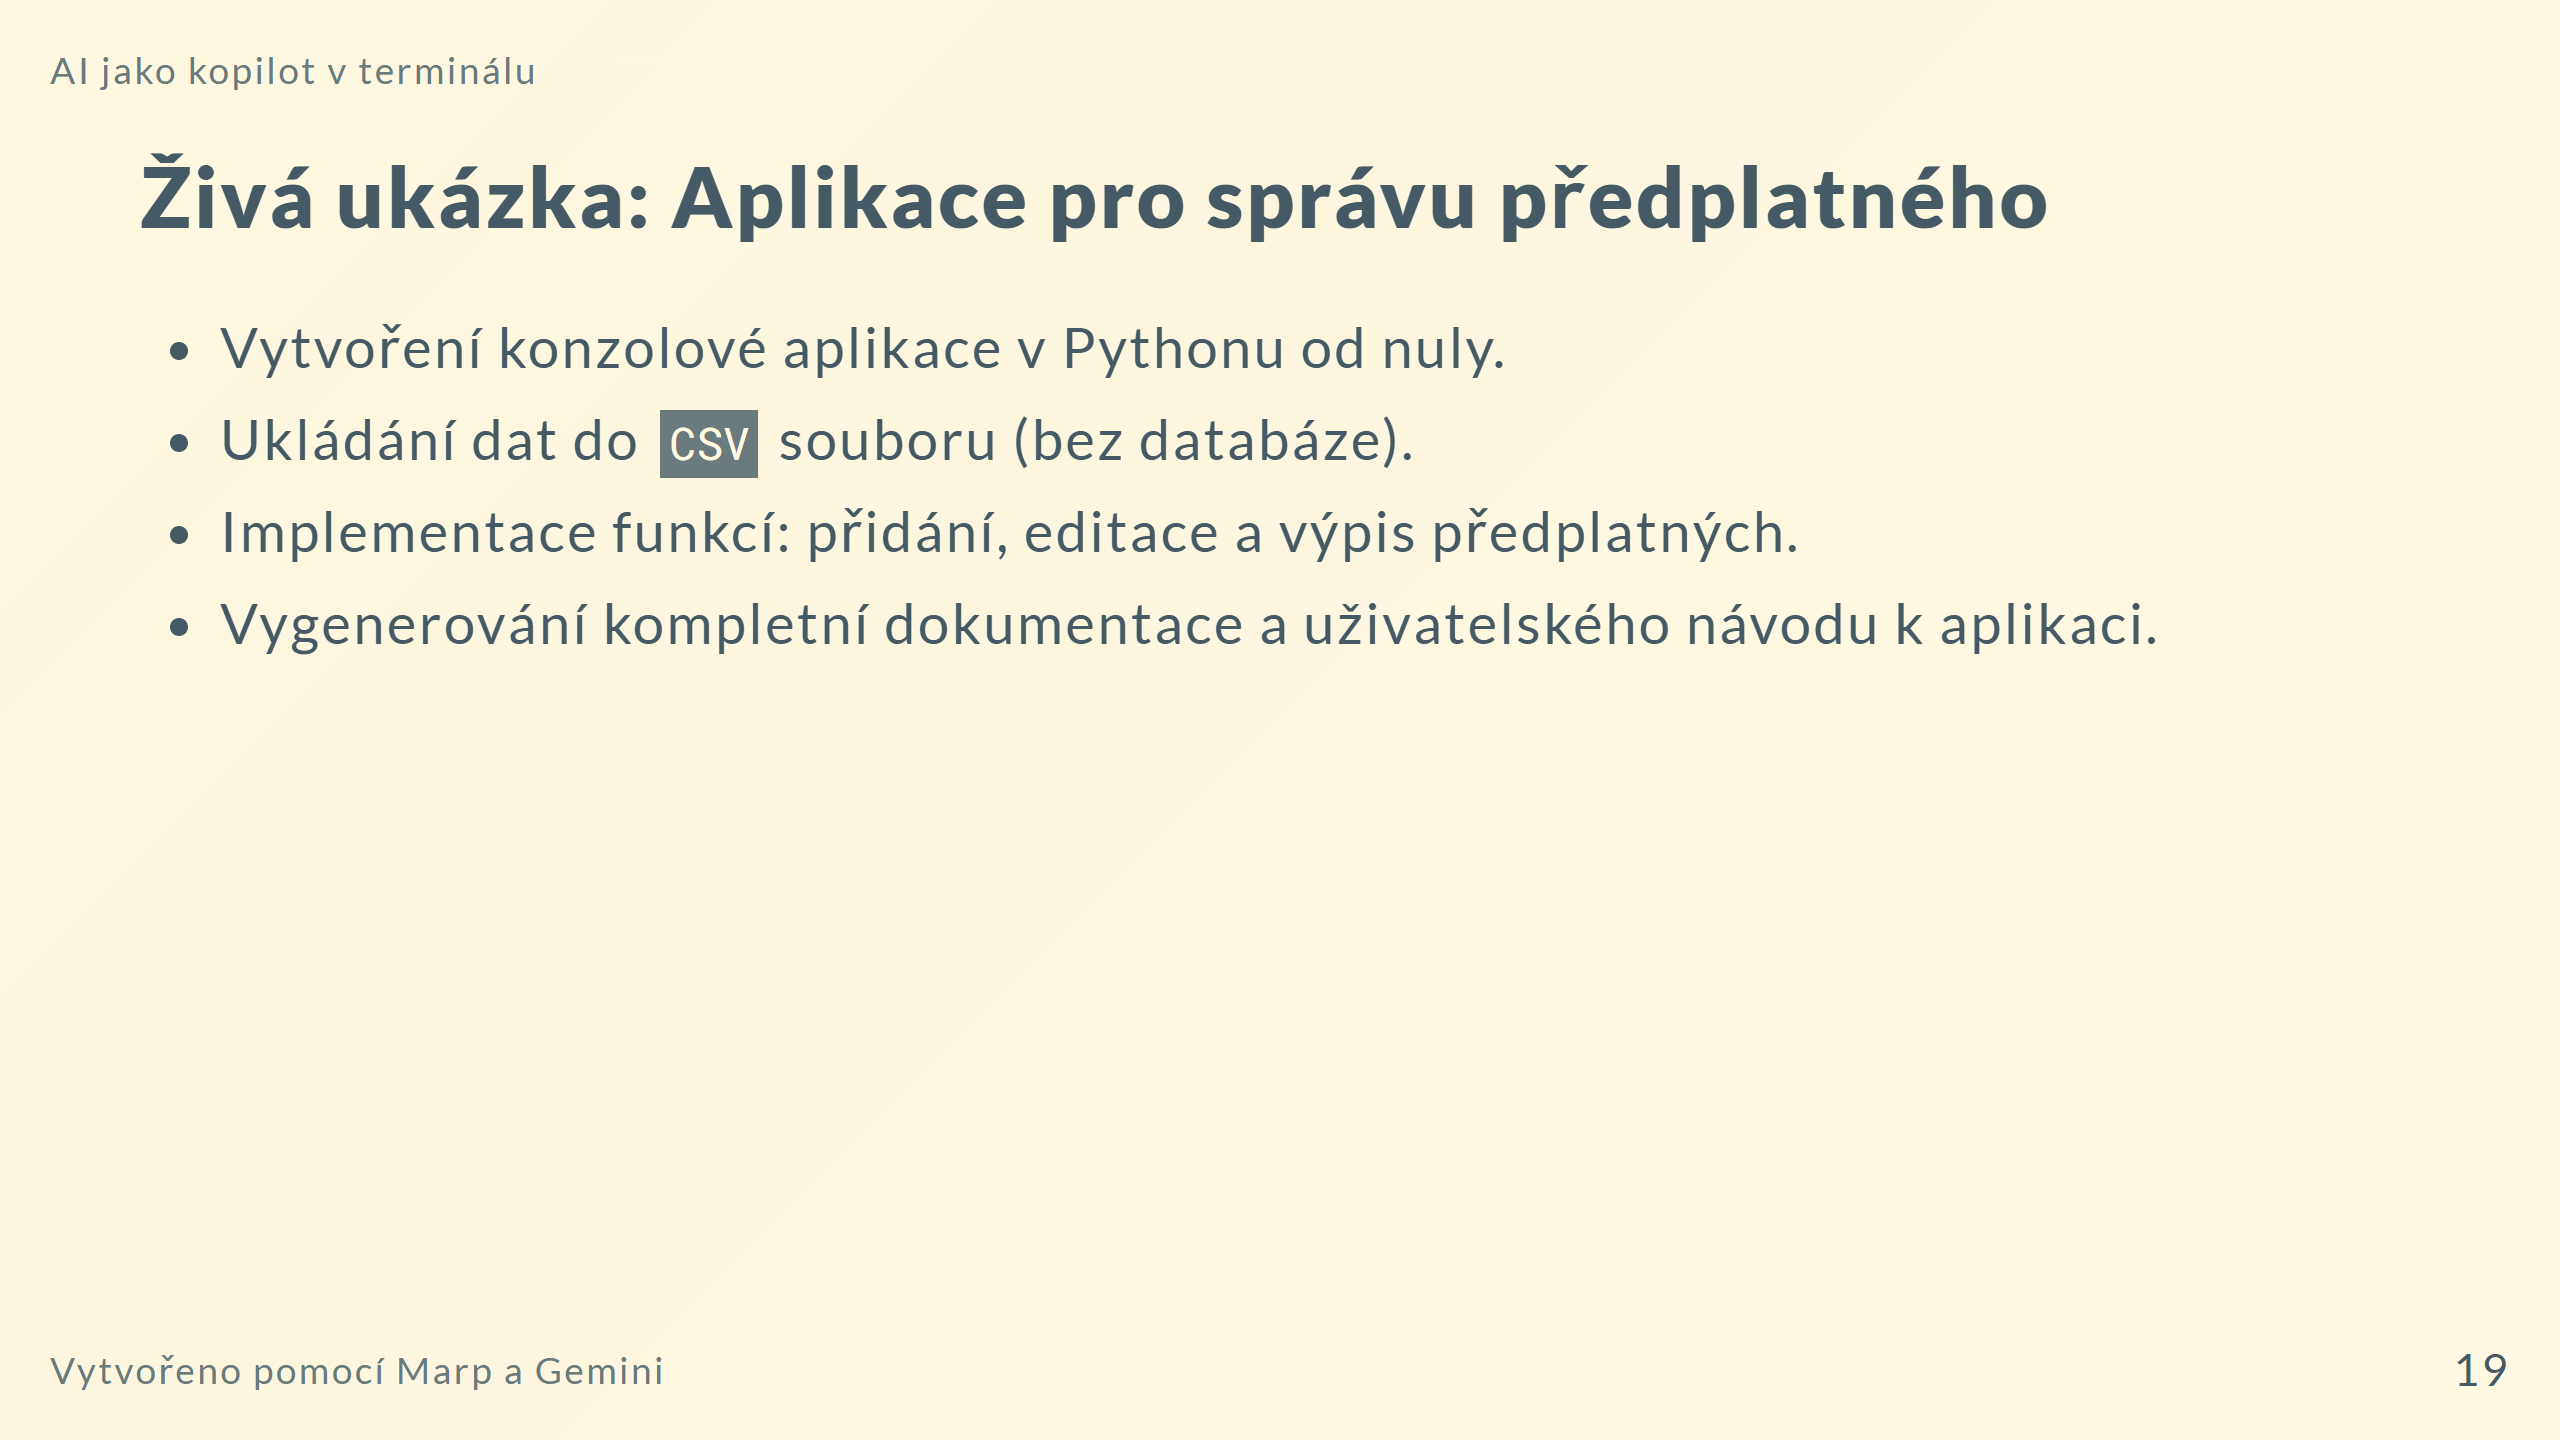 AI jako kopilot v terminálu
Živá ukázka: Aplikace pro správu předplatného
• Vytvoření konzolové aplikace v Pythonu od nuly.
• Ukládání dat do CSV souboru (bez databáze).
• Implementace funkcí: přidání, editace a výpis předplatných.
• Vygenerování kompletní dokumentace a uživatelského návodu k aplikaci.
Vytvořeno pomocí Marp a Gemini
19